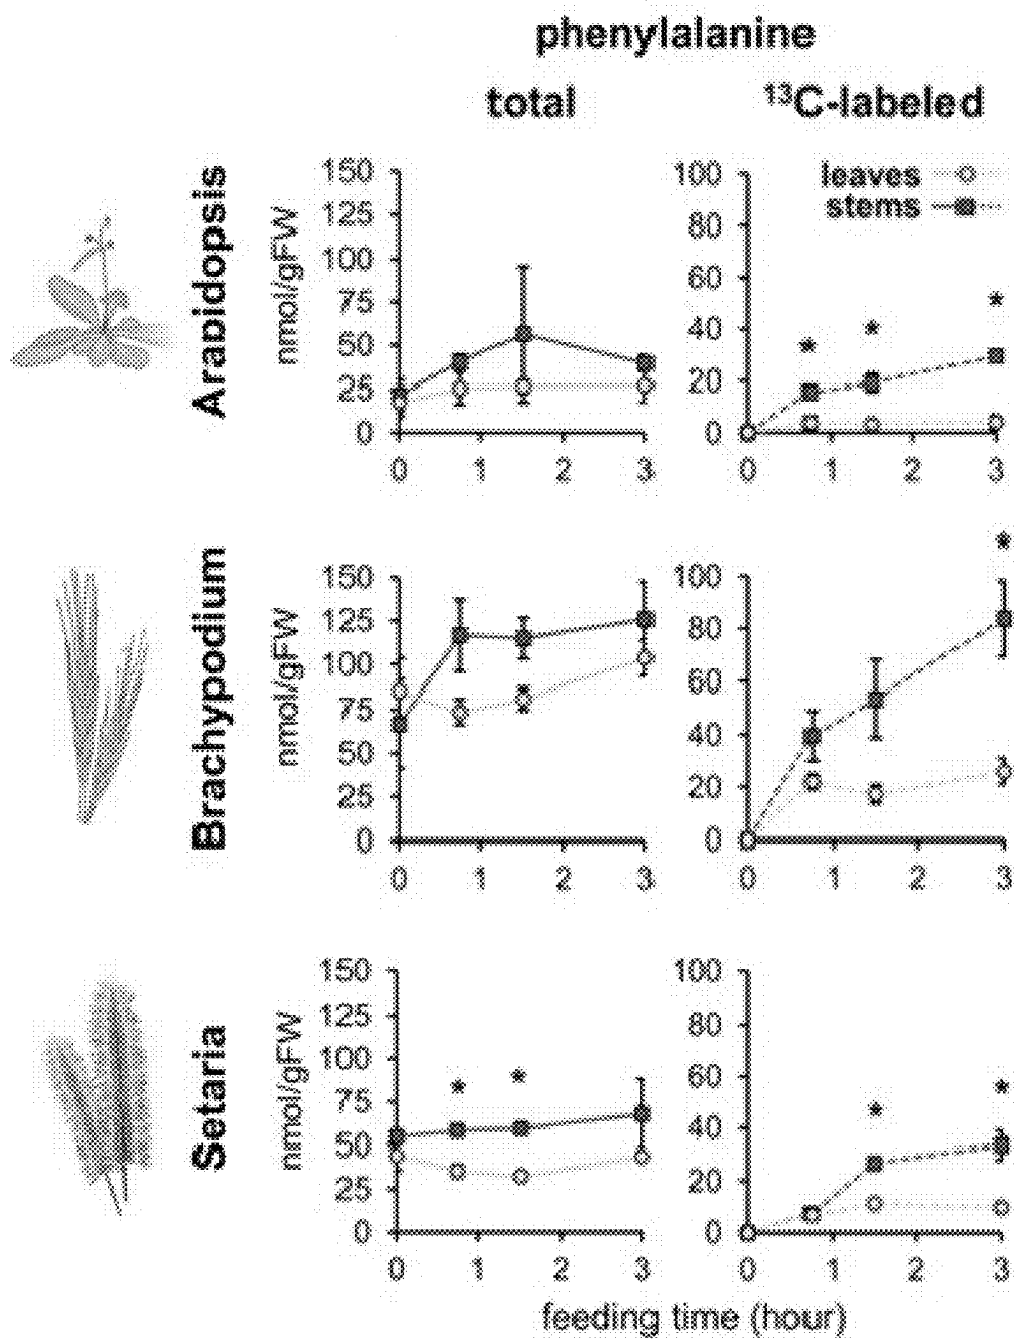 phenylalanine
total
¹³C-labeled
Arabidopsis
nmol/gFW
150
125
100
75
50
25
0
0 1 2 3
100
80
60
40
20
0
0 1 2 3
leaves
stems
* * *
Brachypodium
nmol/gFW
150
125
100
75
50
25
0
0 1 2 3
*
100
80
60
40
20
0
0 1 2 3
Setaria
nmol/gFW
150
125
100
75
50
25
0
0 1 2 3
* *
100
80
60
40
20
0
0 1 2 3
* *
feeding time (hour)